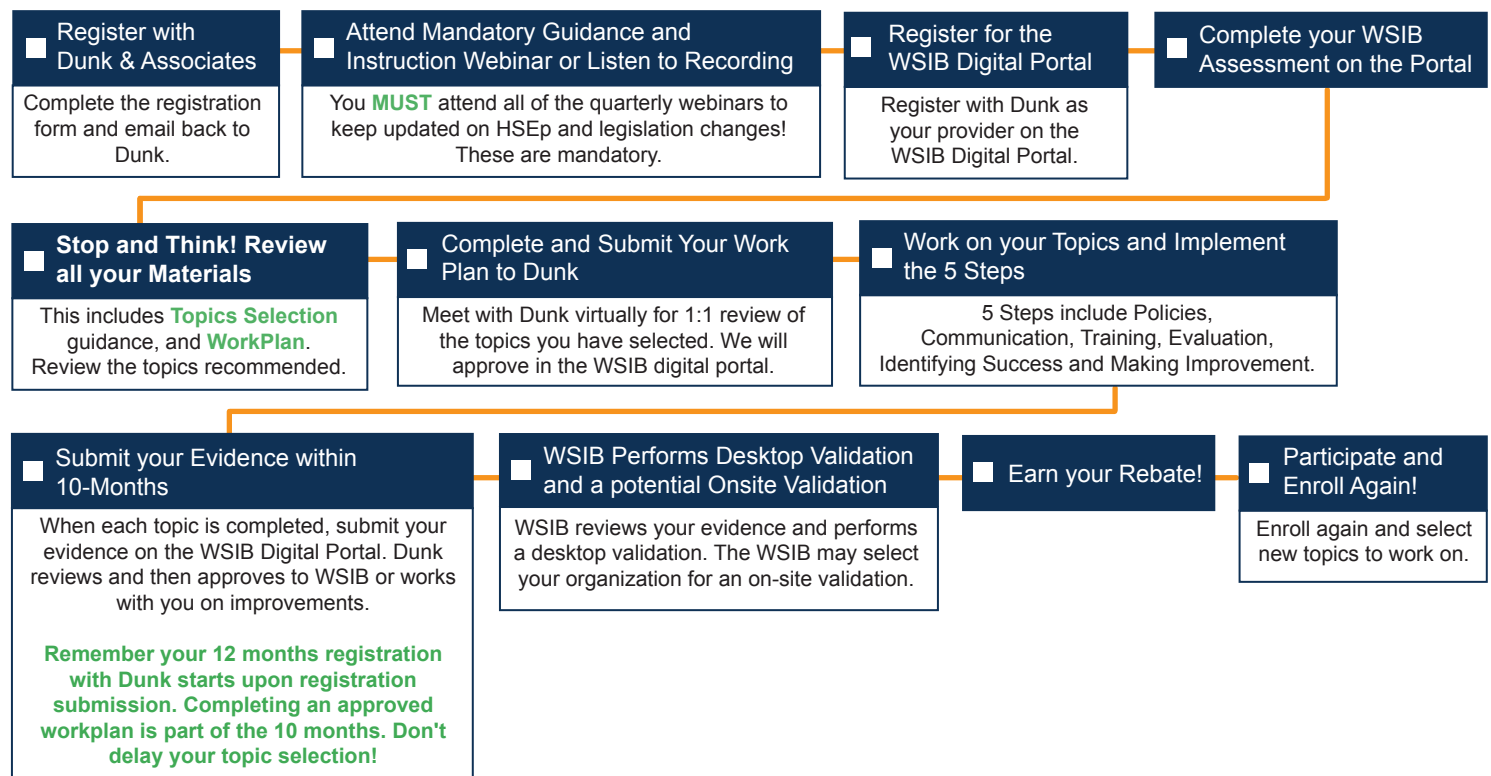 Register with
Dunk & Associates
Complete the registration
form and email back to
Dunk.
Attend Mandatory Guidance and
Instruction Webinar or Listen to Recording
You MUST attend all of the quarterly webinars to
keep updated on HSEp and legislation changes!
These are mandatory.
Register for the
WSIB Digital Portal
Register with Dunk as
your provider on the
WSIB Digital Portal.
Complete your WSIB
Assessment on the Portal
Stop and Think! Review
all your Materials
This includes Topics Selection
guidance, and WorkPlan.
Review the topics recommended.
Complete and Submit Your Work
Plan to Dunk
Meet with Dunk virtually for 1:1 review of
the topics you have selected. We will
approve in the WSIB digital portal.
Work on your Topics and Implement
the 5 Steps
5 Steps include Policies,
Communication, Training, Evaluation,
Identifying Success and Making Improvement.
Submit your Evidence within
10-Months
When each topic is completed, submit your
evidence on the WSIB Digital Portal. Dunk
reviews and then approves to WSIB or works
with you on improvements.
Remember your 12 months registration
with Dunk starts upon registration
submission. Completing an approved
workplan is part of the 10 months. Don't
delay your topic selection!
WSIB Performs Desktop Validation
and a potential Onsite Validation
WSIB reviews your evidence and performs
a desktop validation. The WSIB may select
your organization for an on-site validation.
Earn your Rebate!
Participate and
Enroll Again!
Enroll again and select
new topics to work on.